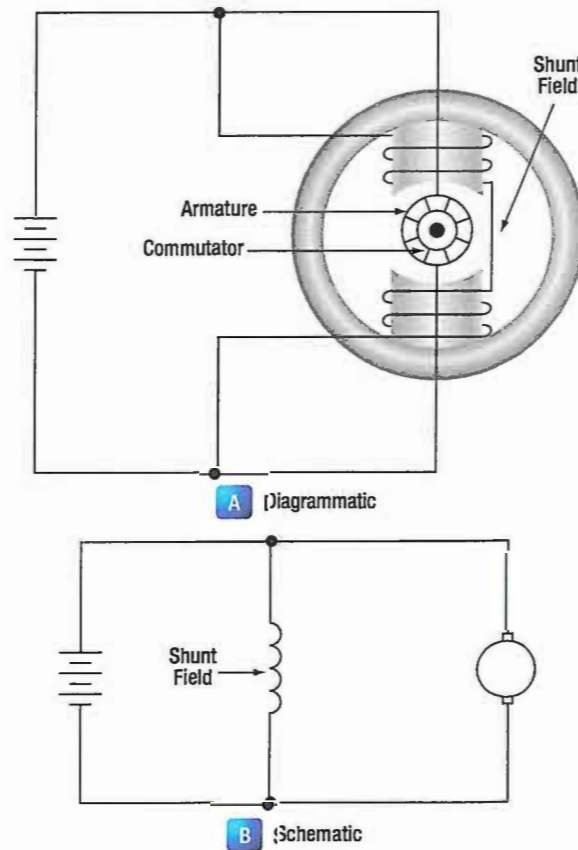 Shunt
Field
Armature
Commutator
A Diagrammatic
Shunt
Field
B Schematic